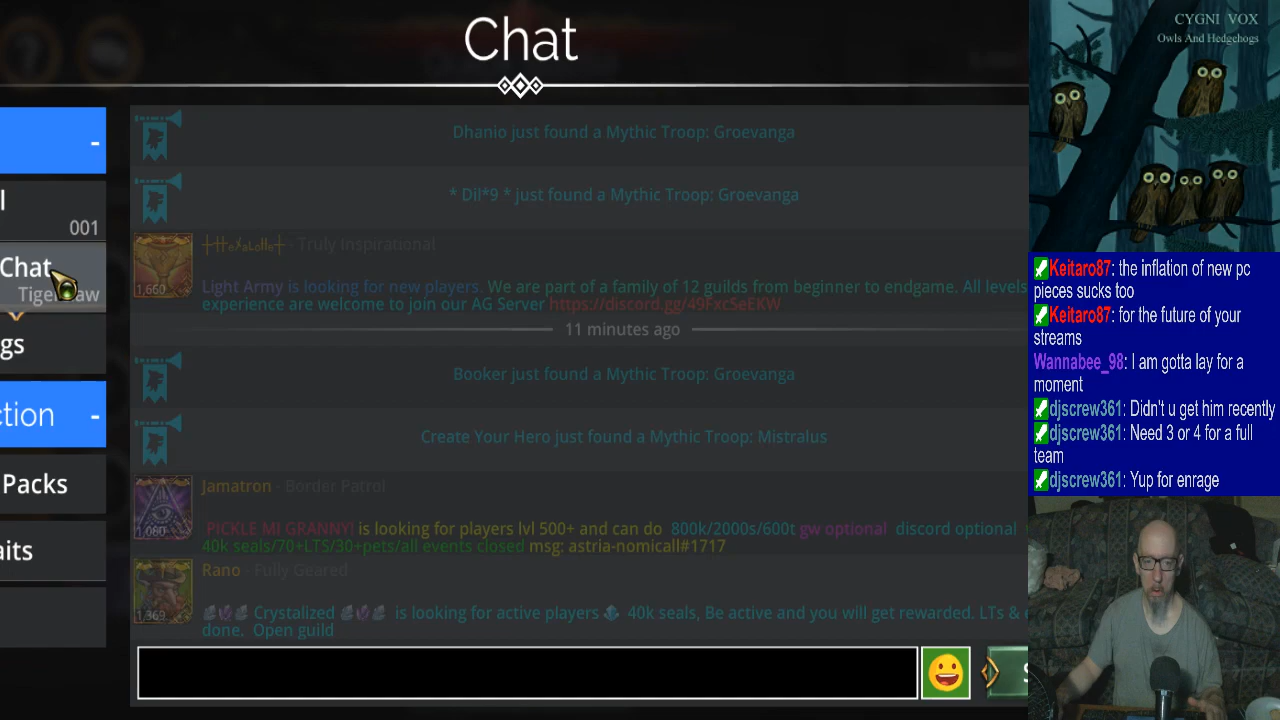 Chat
CYGNI VOX
Owls And Hedgehogs
-
l
001
Chat
gs
ction -
Packs
aits
Dhanio just found a Mythic Troop: Groevanga
* Dil*9 * just found a Mythic Troop: Groevanga
- Truly Inspirational
1,660
Light Army is looking for new players. We are part of a family of 12 guilds from beginner to endgame. All levels
experience are welcome to join our AG Server https://discord.gg/49FxcSeEKW
11 minutes ago
Booker just found a Mythic Troop: Groevanga
Create Your Hero just found a Mythic Troop: Mistralus
Jamatron - Border Patrol
1,060
PICKLE MI GRANNY! is looking for players lvl 500+ and can do 800k/2000s/600t gw optional discord optional
40k seals/70+LTS/30+pets/all events closed msg: astria-nomicall#1717
Rano - Fully Geared
1,369
Crystalized is looking for active players 40k seals, Be active and you will get rewarded. LTs & e
done. Open guild
S
Keitaro87: the inflation of new pc
pieces sucks too
Keitaro87: for the future of your
streams
Wannabee_98: I am gotta lay for a
moment
djscrew361: Didn't u get him recently
djscrew361: Need 3 or 4 for a full
team
djscrew361: Yup for enrage